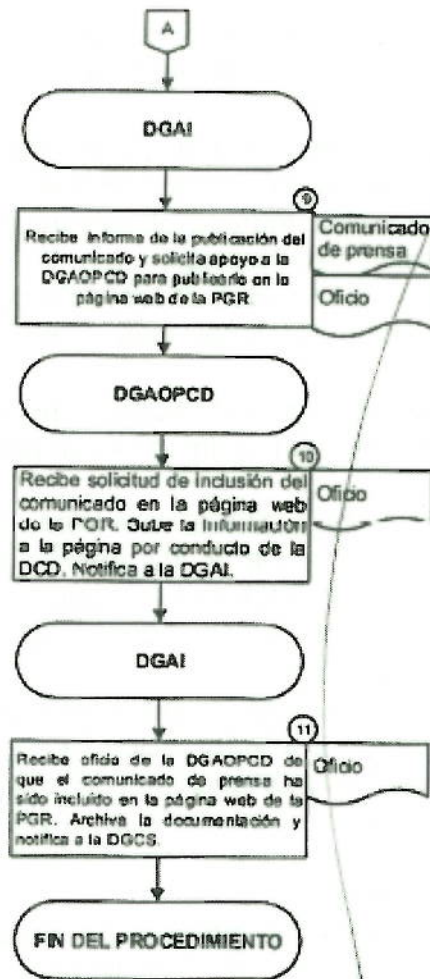 A
DGAI
9
Recibe informe de la publicación del
comunicado y solicita apoyo a la
DGAOPCD para publicarlo en la
página web de la PGR
Comunicado
de prensa
Oficio
DGAOPCD
10
Recibe solicitud de inclusión del
comunicado en la página web
de la PGR. Sube la información
a la página por conducto de la
DCD. Notifica a la DGAI.
Oficio
DGAI
11
Recibe oficio de la DGAOPCD de
que el comunicado de prensa ha
sido incluido en la página web de la
PGR. Archiva la documentación y
notifica a la DGCS.
Oficio
FIN DEL PROCEDIMIENTO